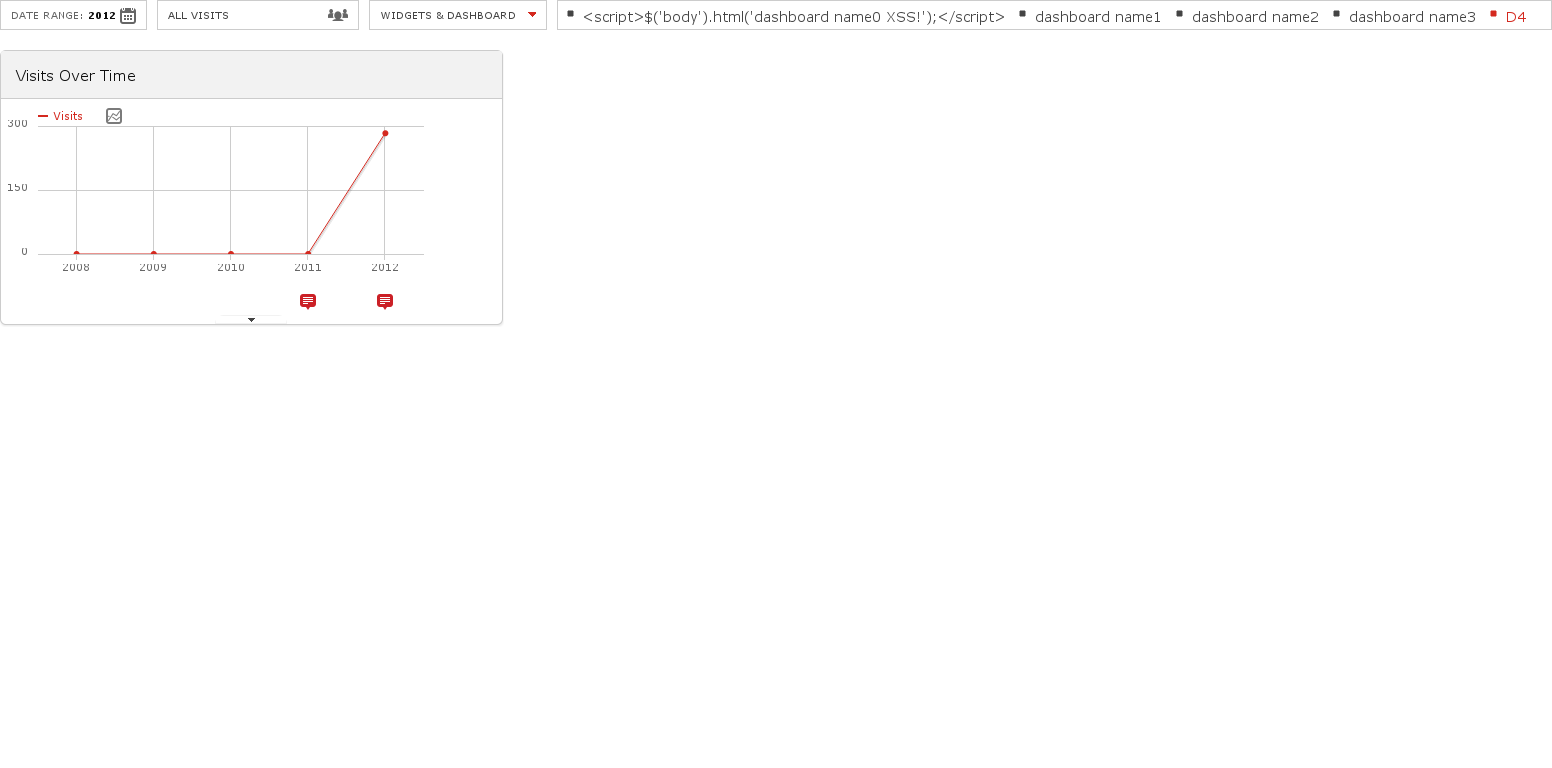 DATE RANGE: 2012
ALL VISITS
WIDGETS & DASHBOARD
<script>$('body').html('dashboard name0 XSS!');</script>
dashboard name1
dashboard name2
dashboard name3
D4
Visits Over Time
Visits
300
150
0
2008 2009 2010 2011 2012